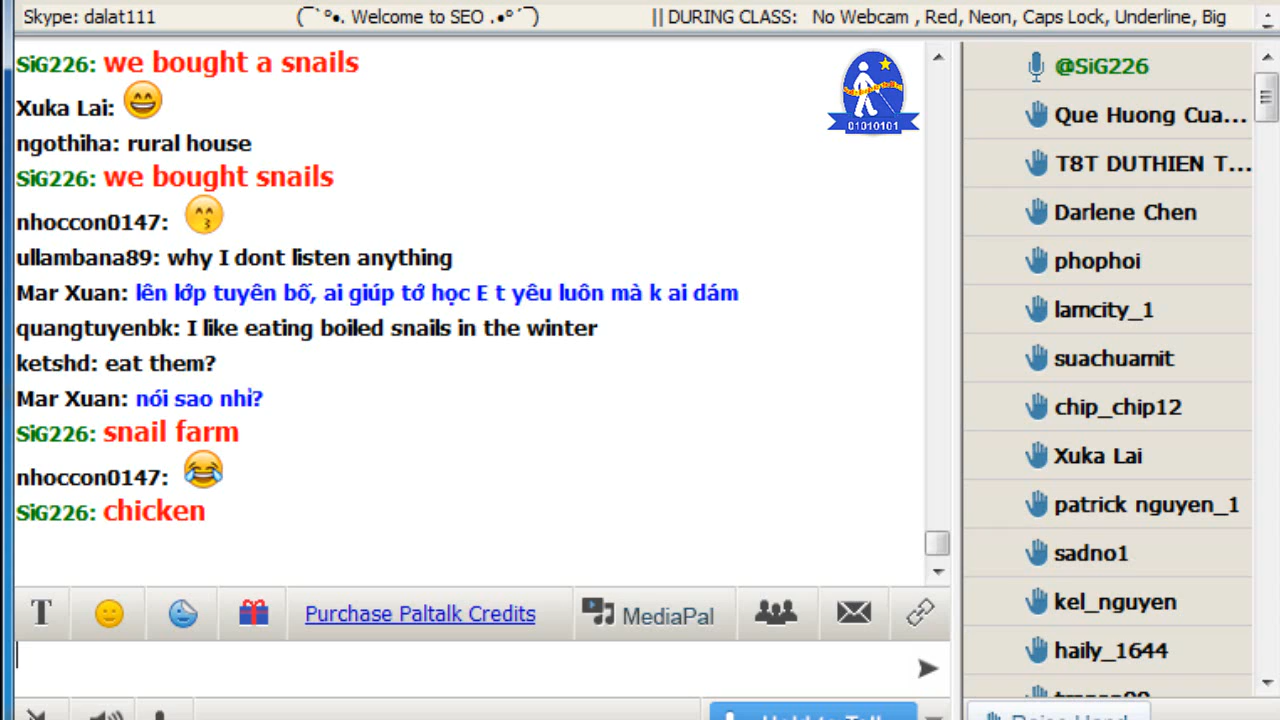 Skype: dalat111 (¯`°•. Welcome to SEO .•°´¯) || DURING CLASS: No Webcam , Red, Neon, Caps Lock, Underline, Big
SiG226: we bought a snails
Xuka Lai:
ngothiha: rural house
SiG226: we bought snails
nhoccon0147:
ullambana89: why I dont listen anything
Mar Xuan: lên lớp tuyên bố, ai giúp tớ học E t yêu luôn mà k ai dám
quangtuyenbk: I like eating boiled snails in the winter
ketshd: eat them?
Mar Xuan: nói sao nhỉ?
SiG226: snail farm
nhoccon0147:
SiG226: chicken
01010101
@SiG226
Que Huong Cua...
T8T DUTHIEN T...
Darlene Chen
phophoi
lamcity_1
suachuamit
chip_chip12
Xuka Lai
patrick nguyen_1
sadno1
kel_nguyen
haily_1644
T Purchase Paltalk Credits MediaPal
Hold to Talk
Raise Hand